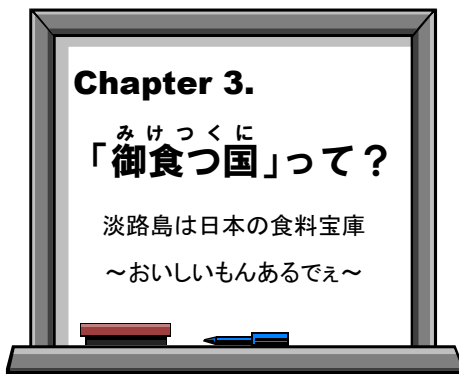 Chapter 3.
みけつくに
「御食つ国」って？
淡路島は日本の食料宝庫
～おいしいもんあるでぇ～